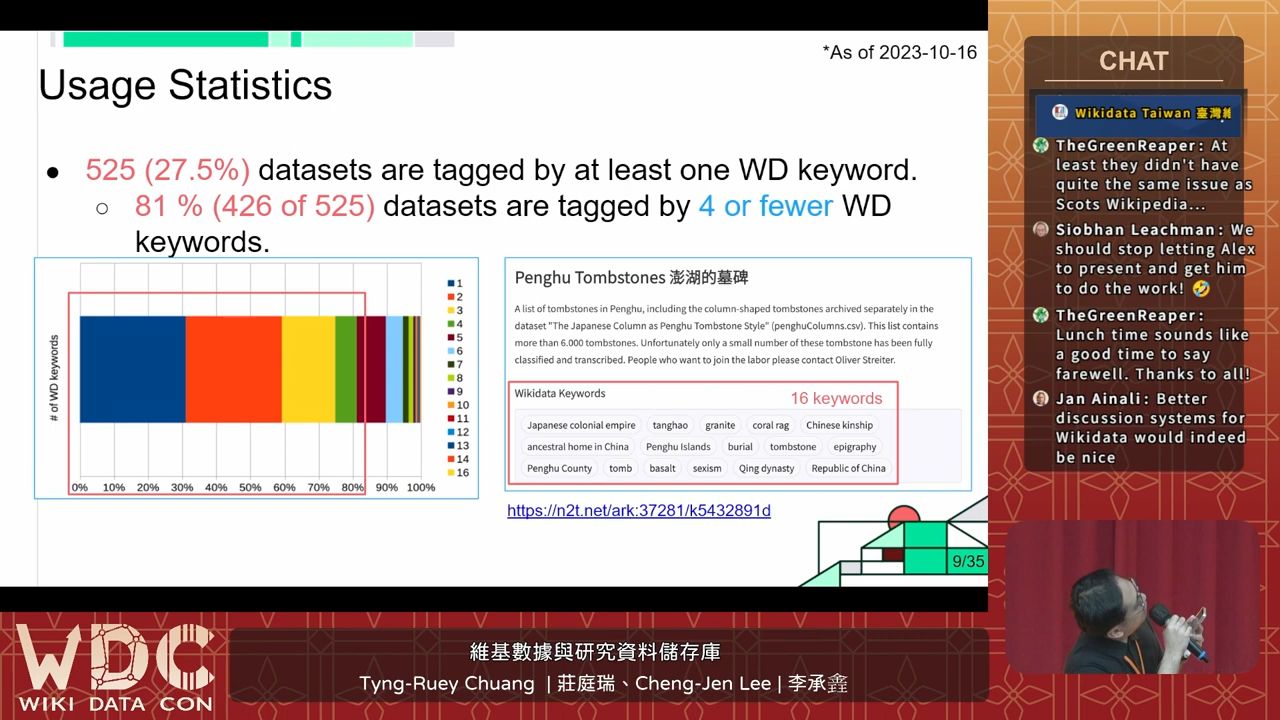 *As of 2023-10-16
Usage Statistics
● 525 (27.5%) datasets are tagged by at least one WD keyword.
○ 81 % (426 of 525) datasets are tagged by 4 or fewer WD
keywords.
# of WD keywords
0% 10% 20% 30% 40% 50% 60% 70% 80% 90% 100%
1
2
3
4
5
6
7
8
9
10
11
12
13
14
16
Penghu Tombstones 澎湖的墓碑
A list of tombstones in Penghu, including the column-shaped tombstones archived separately in the
dataset "The Japanese Column as Penghu Tombstone Style" (penghuColumns.csv). This list contains
more than 6.000 tombstones. Unfortunately only a small number of these tombstone has been fully
classified and transcribed. People who want to join the labor please contact Oliver Streiter.
Wikidata Keywords
16 keywords
Japanese colonial empire tanghao granite coral rag Chinese kinship
ancestral home in China Penghu Islands burial tombstone epigraphy
Penghu County tomb basalt sexism Qing dynasty Republic of China
https://n2t.net/ark:37281/k5432891d
9/35
CHAT
Wikidata Taiwan 臺灣維
TheGreenReaper: At
least they didn't have
quite the same issue as
Scots Wikipedia...
Siobhan Leachman: We
should stop letting Alex
to present and get him
to do the work! 🤣
TheGreenReaper:
Lunch time sounds like
a good time to say
farewell. Thanks to all!
Jan Ainali: Better
discussion systems for
Wikidata would indeed
be nice
WDC
WIKI DATA CON
維基數據與研究資料儲存庫
Tyng-Ruey Chuang | 莊庭瑞、Cheng-Jen Lee | 李承錱